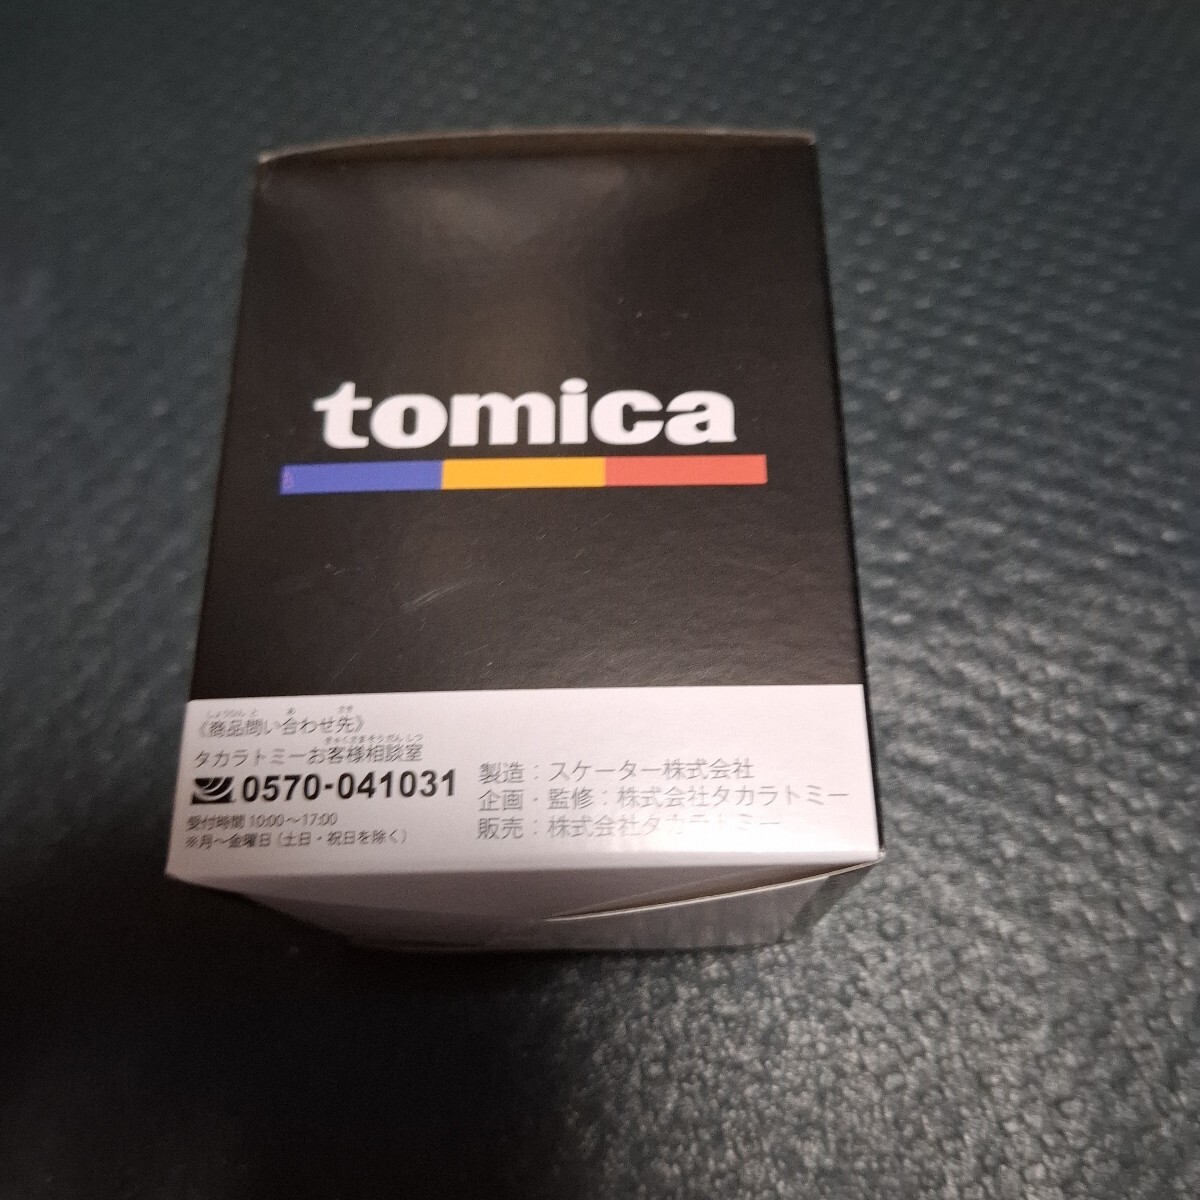 tomica
《商品問い合わせ先》
タカラトミーお客様相談室
0570-041031
受付時間 10:00～17:00
※月～金曜日(土日・祝日を除く)
製造：スケーター株式会社
企画・監修：株式会社タカラトミー
販売：株式会社タカラトミー